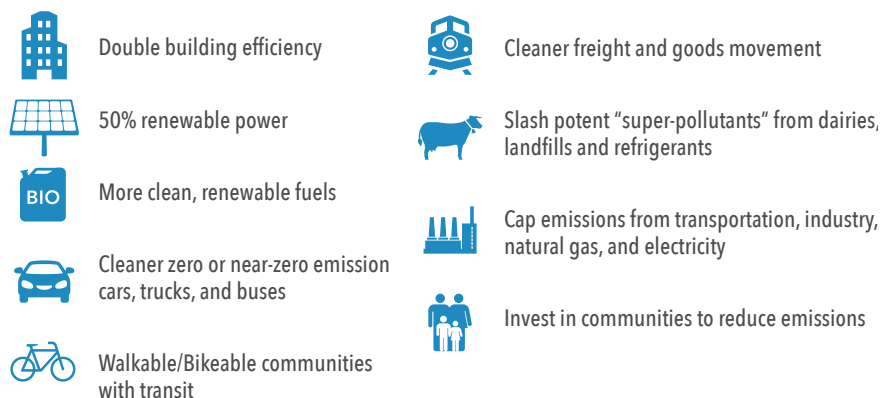 Double building efficiency
50% renewable power
BIO
More clean, renewable fuels
Cleaner zero or near-zero emission
cars, trucks, and buses
Walkable/Bikeable communities
with transit
Cleaner freight and goods movement
Slash potent “super-pollutants“ from dairies,
landfills and refrigerants
Cap emissions from transportation, industry,
natural gas, and electricity
Invest in communities to reduce emissions